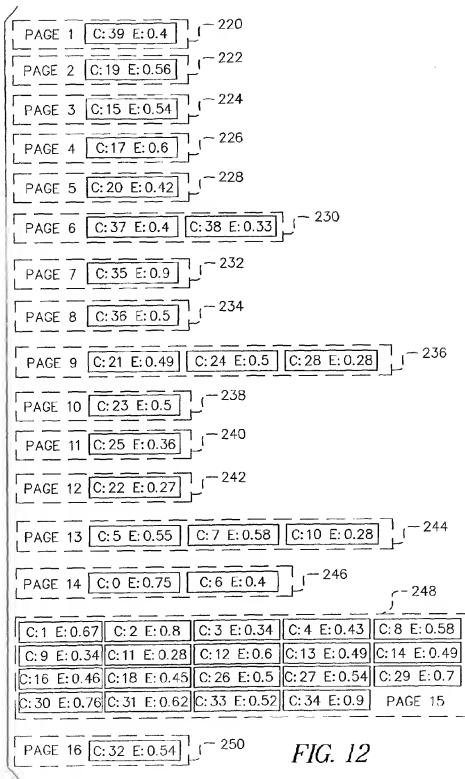 PAGE 1 C:39 E:0.4 220
PAGE 2 C:19 E:0.56 222
PAGE 3 C:15 E:0.54 224
PAGE 4 C:17 E:0.6 226
PAGE 5 C:20 E:0.42 228
PAGE 6 C:37 E:0.4 C:38 E:0.33 230
PAGE 7 C:35 E:0.9 232
PAGE 8 C:36 E:0.5 234
PAGE 9 C:21 E:0.49 C:24 E:0.5 C:28 E:0.28 236
PAGE 10 C:23 E:0.5 238
PAGE 11 C:25 E:0.36 240
PAGE 12 C:22 E:0.27 242
PAGE 13 C:5 E:0.55 C:7 E:0.58 C:10 E:0.28 244
PAGE 14 C:0 E:0.75 C:6 E:0.4 246
248
C:1 E:0.67 C:2 E:0.8 C:3 E:0.34 C:4 E:0.43 C:8 E:0.58
C:9 E:0.34 C:11 E:0.28 C:12 E:0.6 C:13 E:0.49 C:14 E:0.49
C:16 E:0.46 C:18 E:0.45 C:26 E:0.5 C:27 E:0.54 C:29 E:0.7
C:30 E:0.76 C:31 E:0.62 C:33 E:0.52 C:34 E:0.9 PAGE 15
PAGE 16 C:32 E:0.54 250
FIG. 12